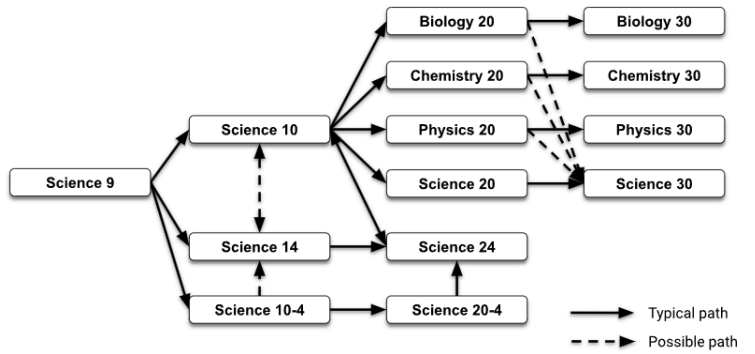 Biology 20
Biology 30
Chemistry 20
Chemistry 30
Science 10
Physics 20
Physics 30
Science 9
Science 20
Science 30
Science 14
Science 24
Science 10-4
Science 20-4
Typical path
Possible path